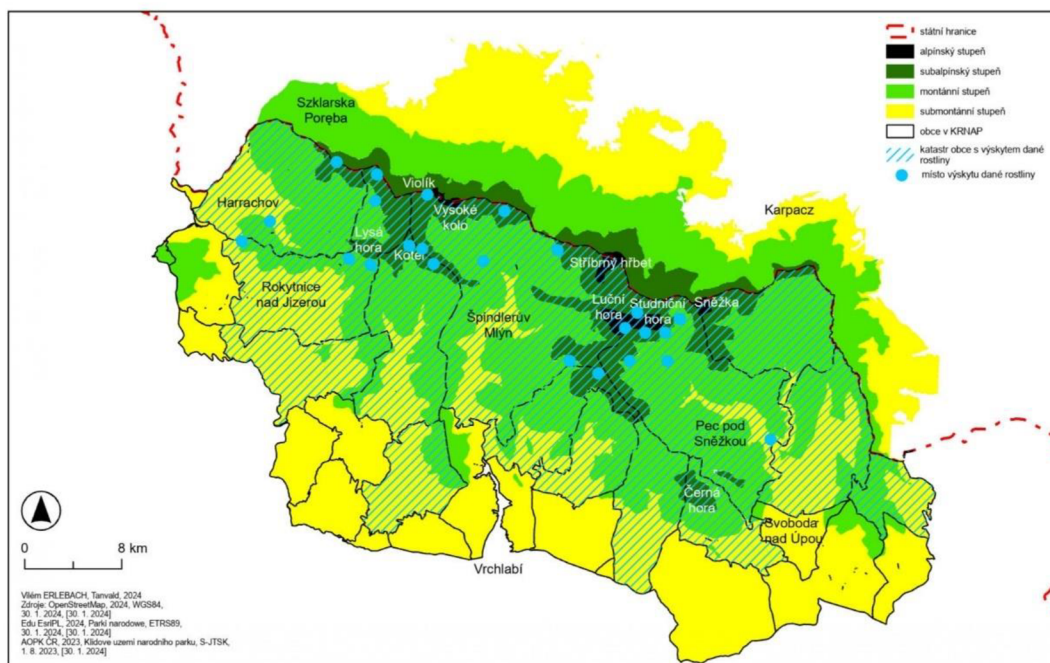 státní hranice
alpínský stupeň
subalpínský stupeň
montánní stupeň
submontánní stupeň
obce v KRNAP
katastr obce s výskytem dané
rostliny
místo výskytu dané rostliny
Szklarska
Poręba
Violík
Vysoké
kolo
Harrachov
Karpacz
Lysá
hora
Kotel
Stříbrný hřbet
Rokytnice
nad Jizerou
Luční
hora
Studniční
hora
Sněžka
Špindlerův
Mlýn
Pec pod
Sněžkou
Černá
hora
Svoboda
nad Úpou
Vrchlabí
0 8 km
Vilém ERLEBACH, Tanvald, 2024
Zdroje: OpenStreetMap, 2024, WGS84,
30. 1. 2024, [30. 1. 2024]
Edu EsriPL, 2024, Parki narodowe, ETRS89,
30. 1. 2024, [30. 1. 2024]
AOPK ČR, 2023, Klidove uzemi narodniho parku, S-JTSK,
1. 8. 2023, [30. 1. 2024]